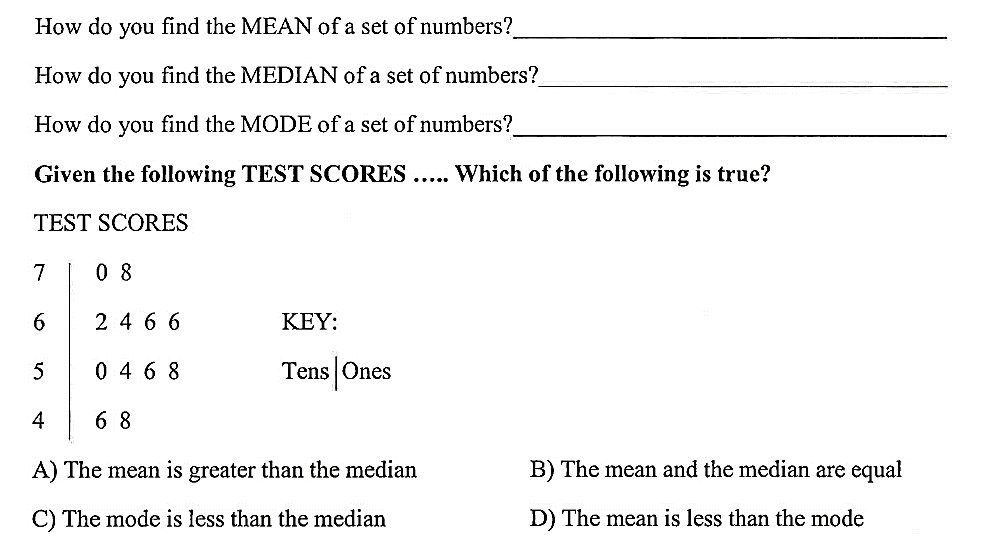 How do you find the MEAN of a set of numbers?
How do you find the MEDIAN of a set of numbers?
How do you find the MODE of a set of numbers?
Given the following TEST SCORES ..... Which of the following is true?
TEST SCORES
7 | 0 8
6 | 2 4 6 6 KEY:
5 | 0 4 6 8 Tens | Ones
4 | 6 8
A) The mean is greater than the median B) The mean and the median are equal
C) The mode is less than the median D) The mean is less than the mode